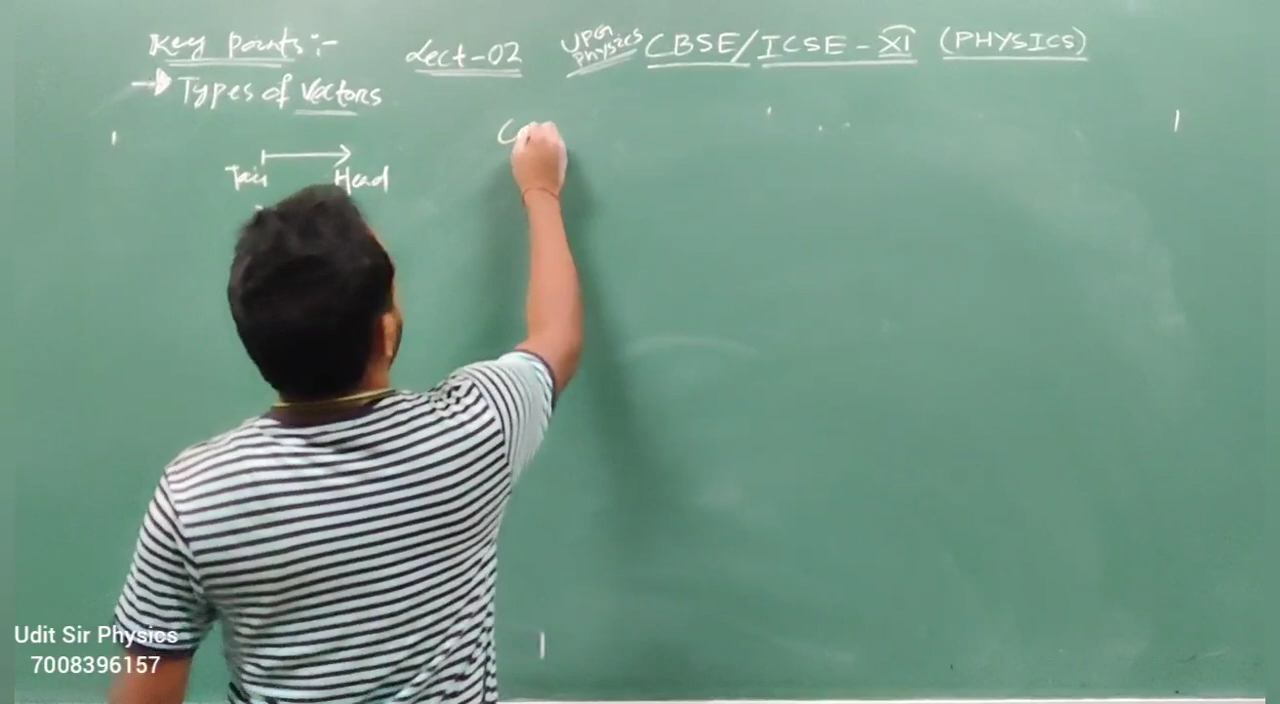 Key points:-
Lect-02
UPG Physics
CBSE/ICSE-XI (PHYSICS)
→ Types of vectors
Tail
Head
Udit Sir Physics
7008396157